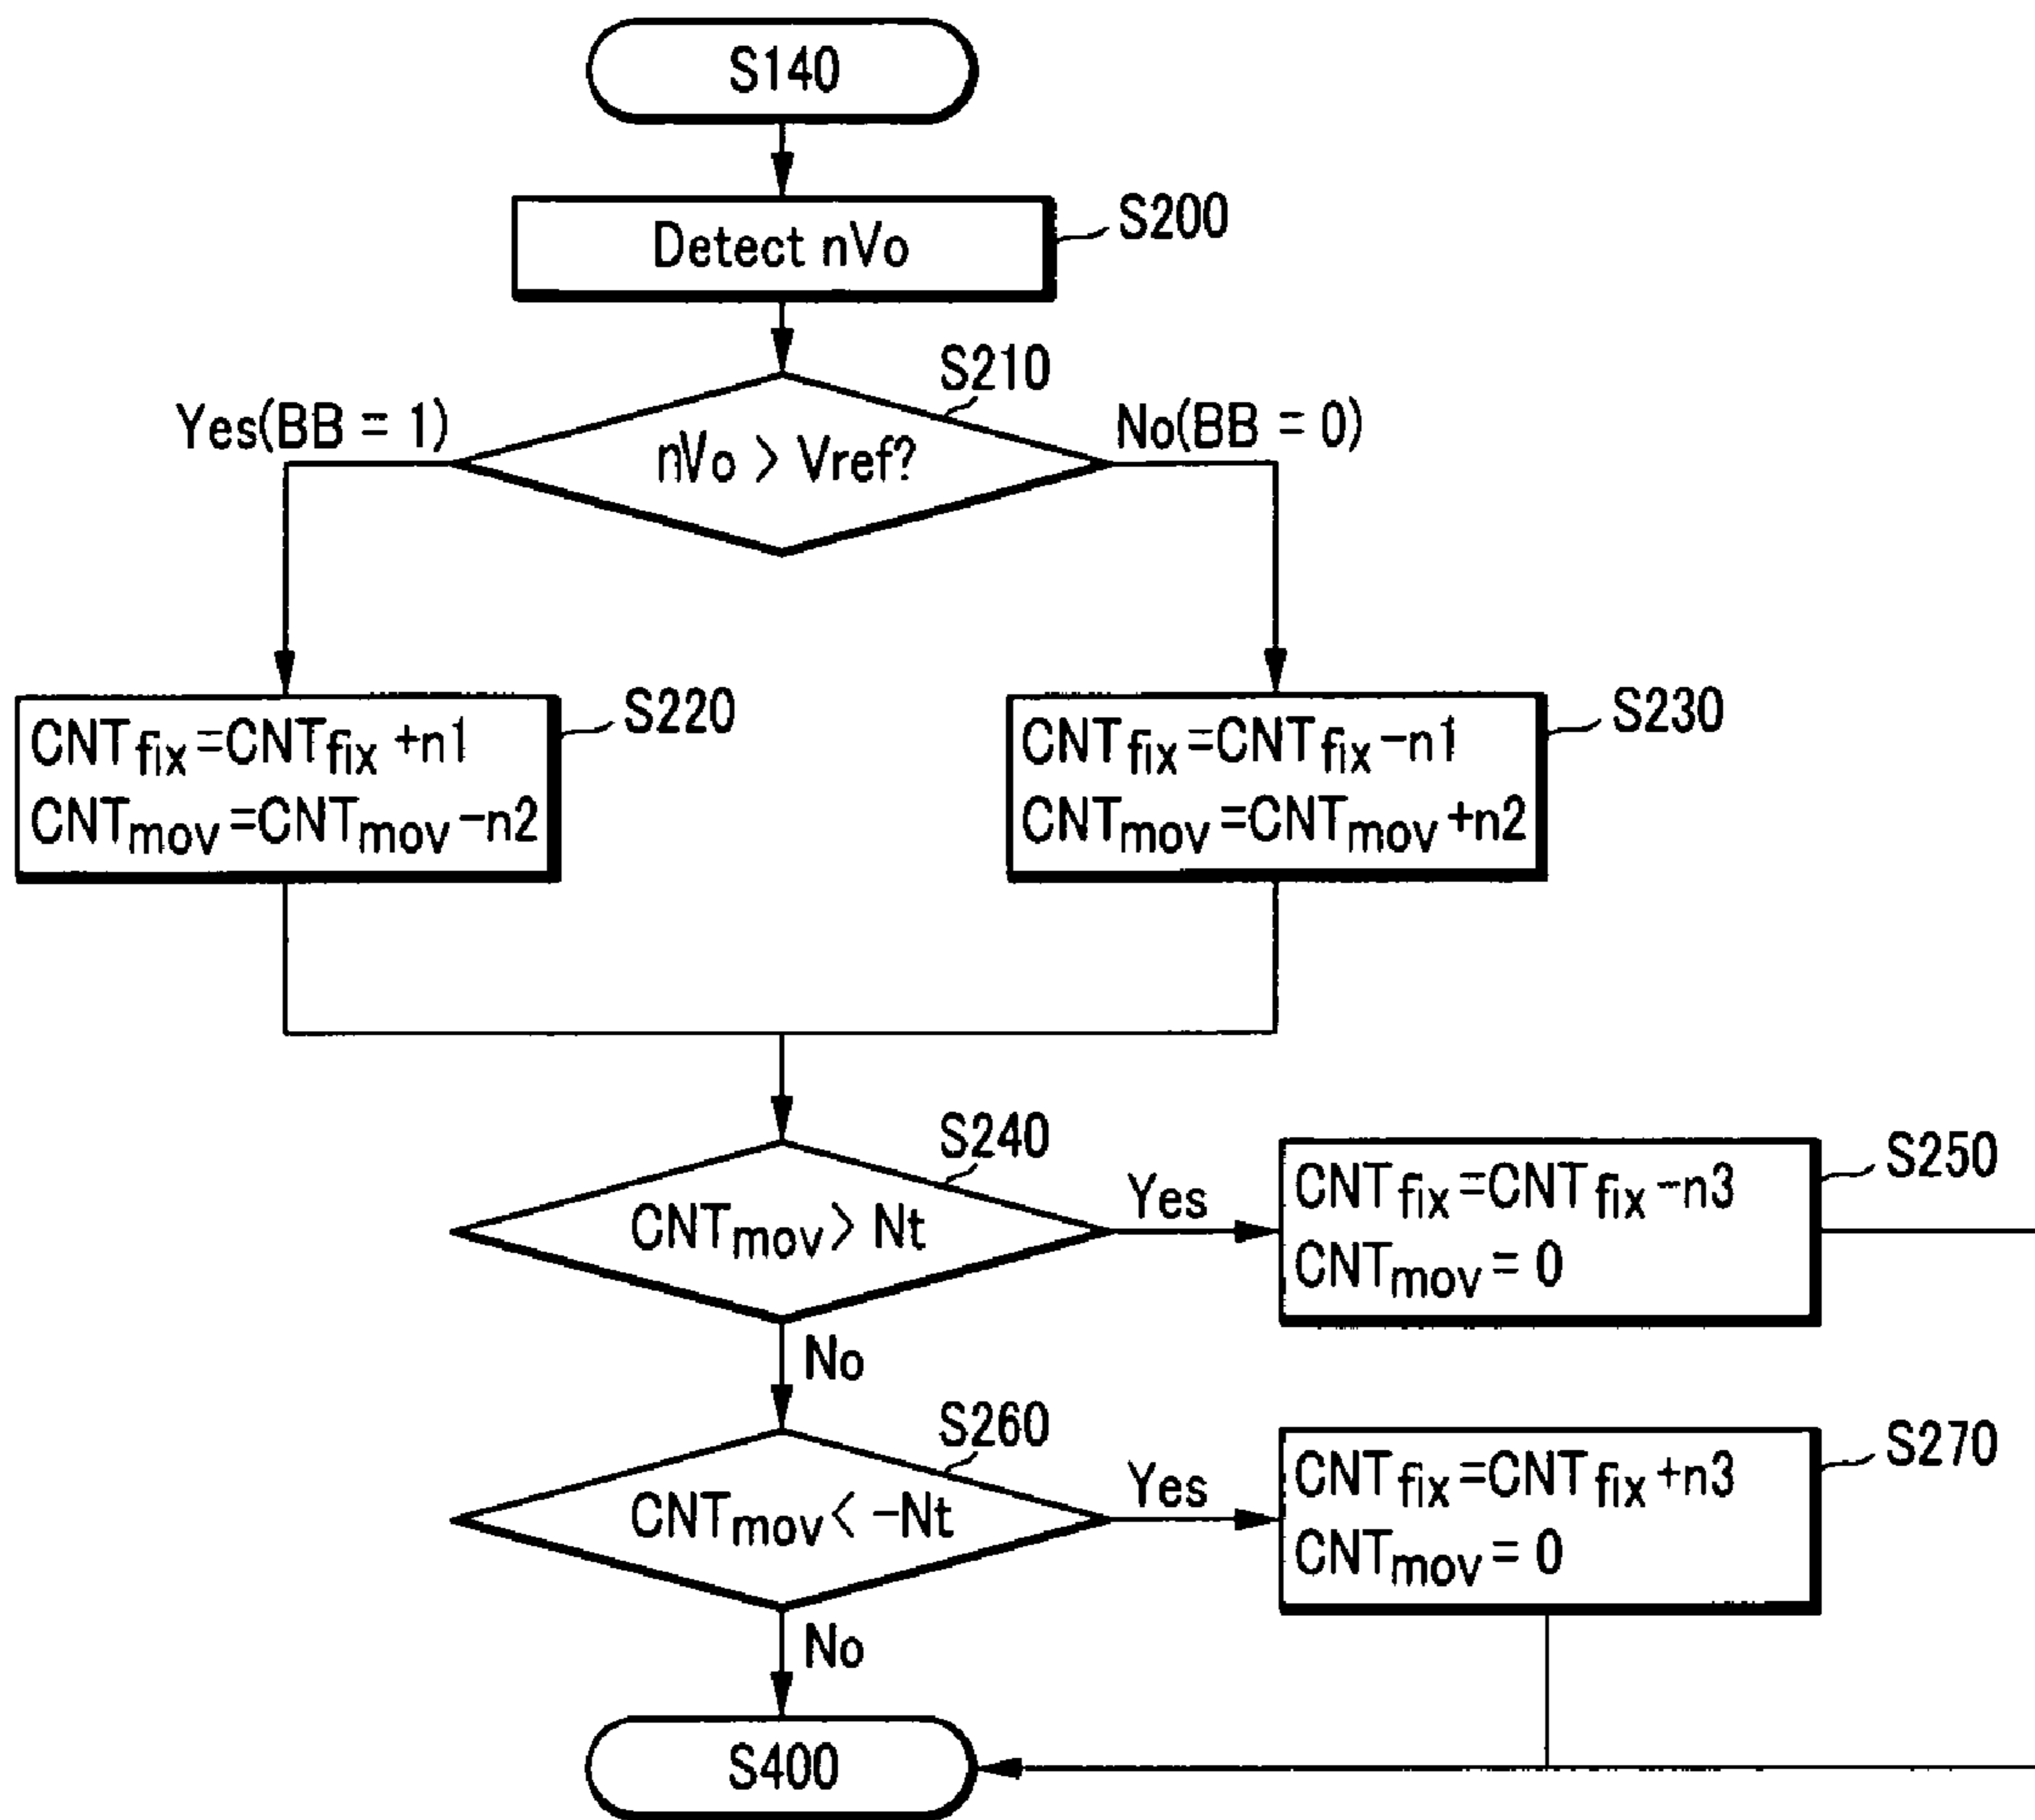 S140
Detect nVo
S200
S210
Yes(BB = 1)
No(BB = 0)
nVo > Vref?
S220
CNTfix=CNTfix+n1
CNTmov=CNTmov-n2
S230
CNTfix=CNTfix-n1
CNTmov=CNTmov+n2
S240
CNTmov> Nt
Yes
S250
CNTfix=CNTfix-n3
CNTmov= 0
No
S260
CNTmov< -Nt
Yes
S270
CNTfix=CNTfix+n3
CNTmov= 0
No
S400